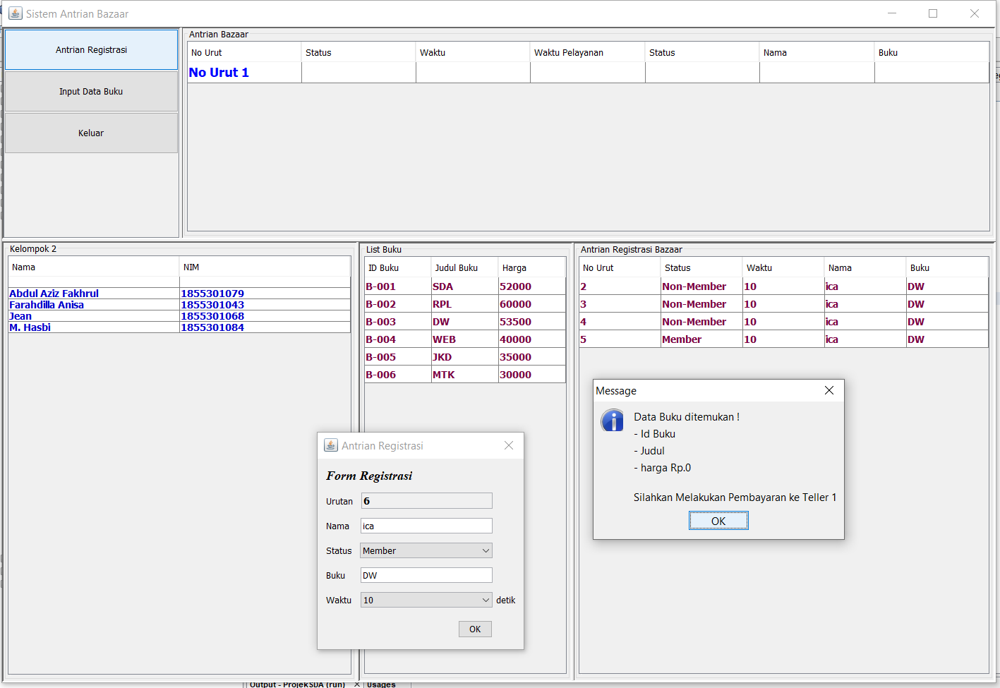 Sistem Antrian Bazaar
Antrian Registrasi
Input Data Buku
Keluar
Antrian Bazaar
No Urut Status Waktu Waktu Pelayanan Status Nama Buku
No Urut 1
Kelompok 2
Nama NIM
Abdul Aziz Fakhrul 1855301079
Farahdilla Anisa 1855301043
Jean 1855301068
M. Hasbi 1855301084
List Buku
ID Buku Judul Buku Harga
B-001 SDA 52000
B-002 RPL 60000
B-003 DW 53500
B-004 WEB 40000
B-005 JKD 35000
B-006 MTK 30000
Antrian Registrasi Bazaar
No Urut Status Waktu Nama Buku
2 Non-Member 10 ica DW
3 Non-Member 10 ica DW
4 Non-Member 10 ica DW
5 Member 10 ica DW
Message
Data Buku ditemukan !
- Id Buku
- Judul
- harga Rp.0
Silahkan Melakukan Pembayaran ke Teller 1
OK
Antrian Registrasi
Form Registrasi
Urutan 6
Nama ica
Status Member
Buku DW
Waktu 10 detik
OK
Output - ProjekSDA (run) Usages